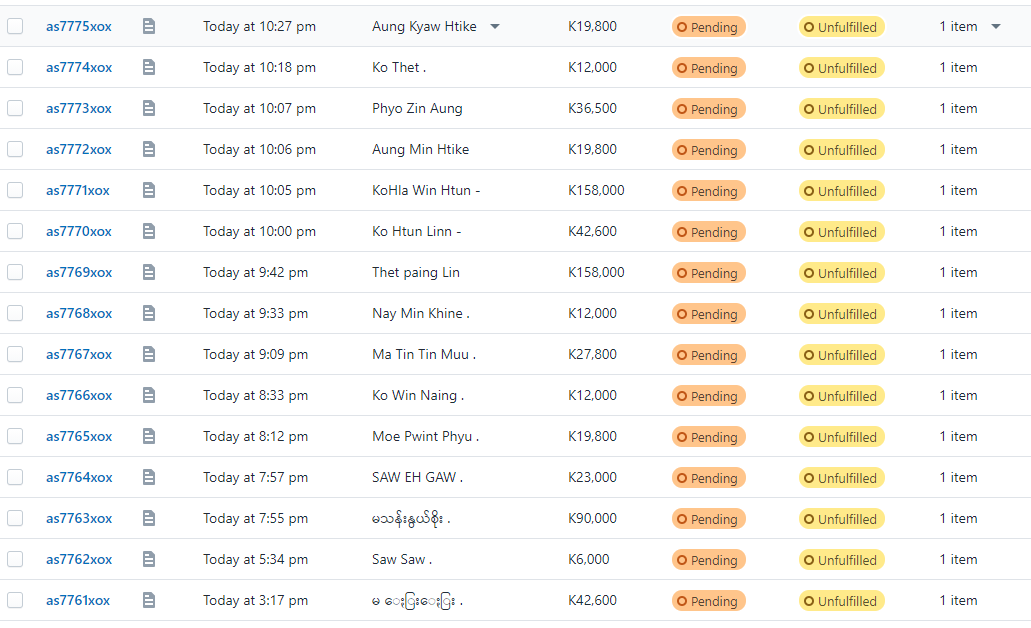 as7775xox Today at 10:27 pm Aung Kyaw Htike K19,800 Pending Unfulfilled 1 item
as7774xox Today at 10:18 pm Ko Thet . K12,000 Pending Unfulfilled 1 item
as7773xox Today at 10:07 pm Phyo Zin Aung K36,500 Pending Unfulfilled 1 item
as7772xox Today at 10:06 pm Aung Min Htike K19,800 Pending Unfulfilled 1 item
as7771xox Today at 10:05 pm KoHla Win Htun - K158,000 Pending Unfulfilled 1 item
as7770xox Today at 10:00 pm Ko Htun Linn - K42,600 Pending Unfulfilled 1 item
as7769xox Today at 9:42 pm Thet paing Lin K158,000 Pending Unfulfilled 1 item
as7768xox Today at 9:33 pm Nay Min Khine . K12,000 Pending Unfulfilled 1 item
as7767xox Today at 9:09 pm Ma Tin Tin Muu . K27,800 Pending Unfulfilled 1 item
as7766xox Today at 8:33 pm Ko Win Naing . K12,000 Pending Unfulfilled 1 item
as7765xox Today at 8:12 pm Moe Pwint Phyu . K19,800 Pending Unfulfilled 1 item
as7764xox Today at 7:57 pm SAW EH GAW . K23,000 Pending Unfulfilled 1 item
as7763xox Today at 7:55 pm မသန်းနွယ်စိုး . K90,000 Pending Unfulfilled 1 item
as7762xox Today at 5:34 pm Saw Saw . K6,000 Pending Unfulfilled 1 item
as7761xox Today at 3:17 pm မ . K42,600 Pending Unfulfilled 1 item